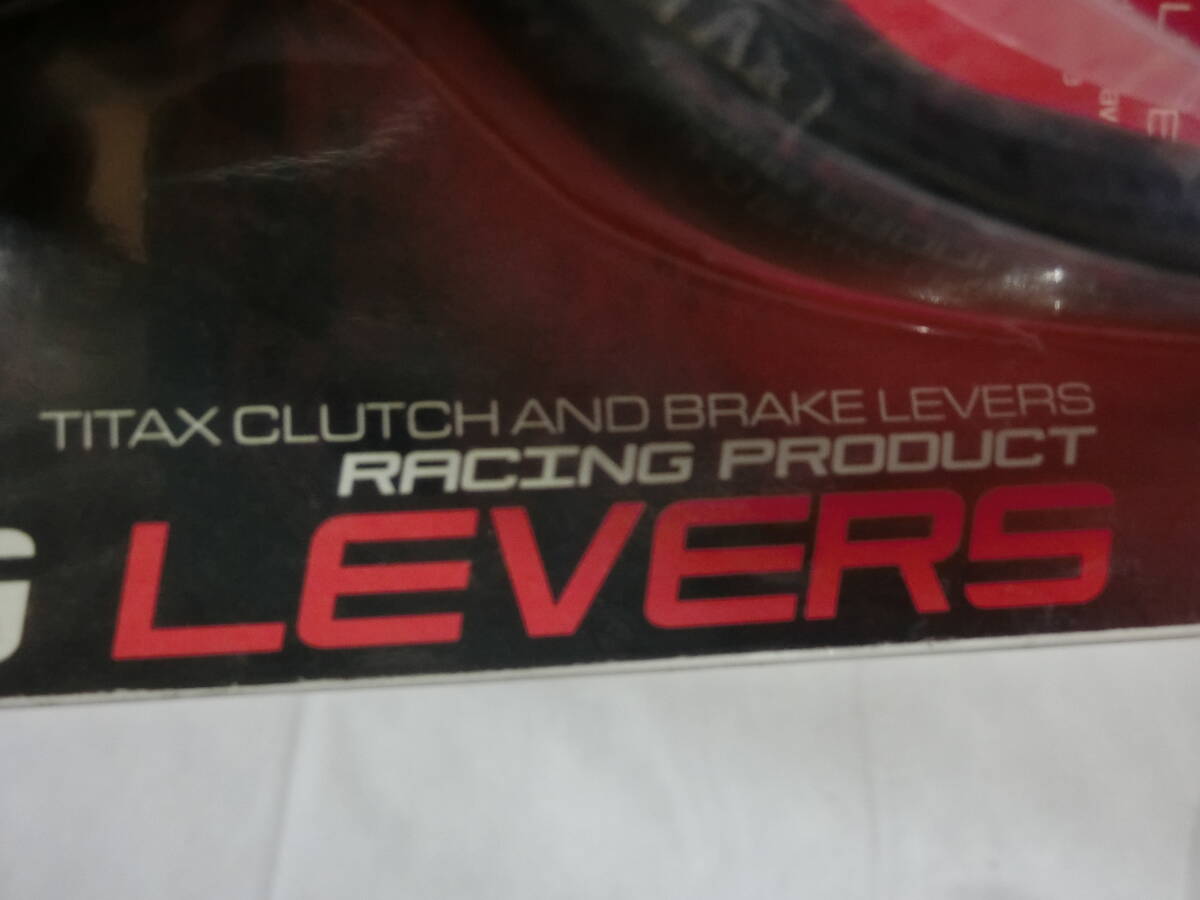 TITAX CLUTCH AND BRAKE LEVERS
RACING PRODUCT
LEVERS